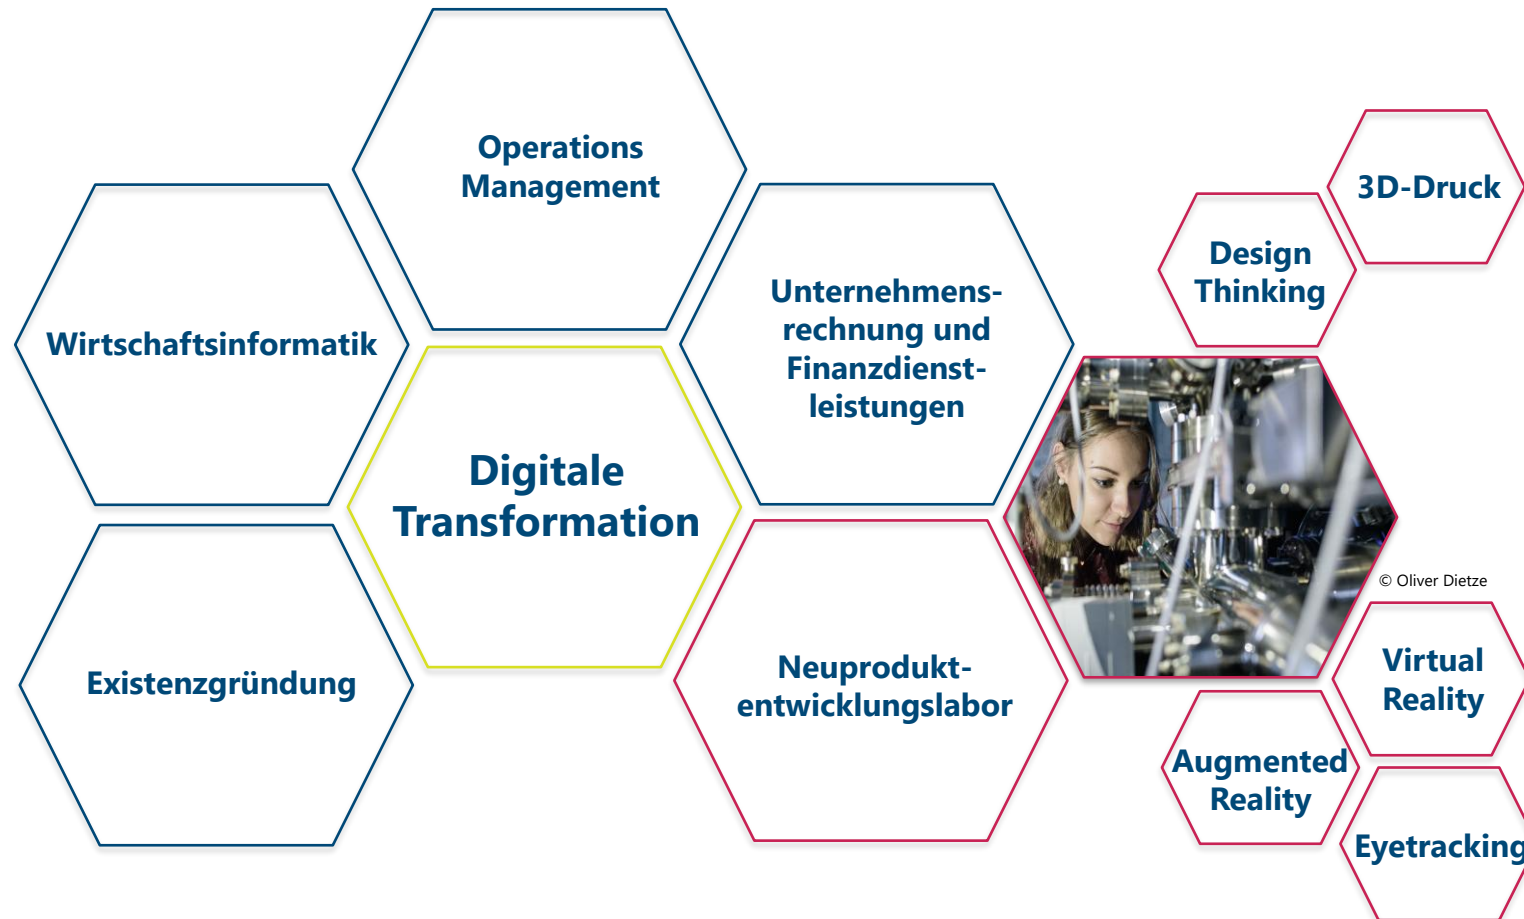 Operations
Management
3D-Druck
Design
Thinking
Unternehmens-
rechnung und
Finanzdienst-
leistungen
Wirtschaftsinformatik
Digitale
Transformation
© Oliver Dietze
Neuprodukt-
entwicklungslabor
Existenzgründung
Virtual
Reality
Augmented
Reality
Eyetracking